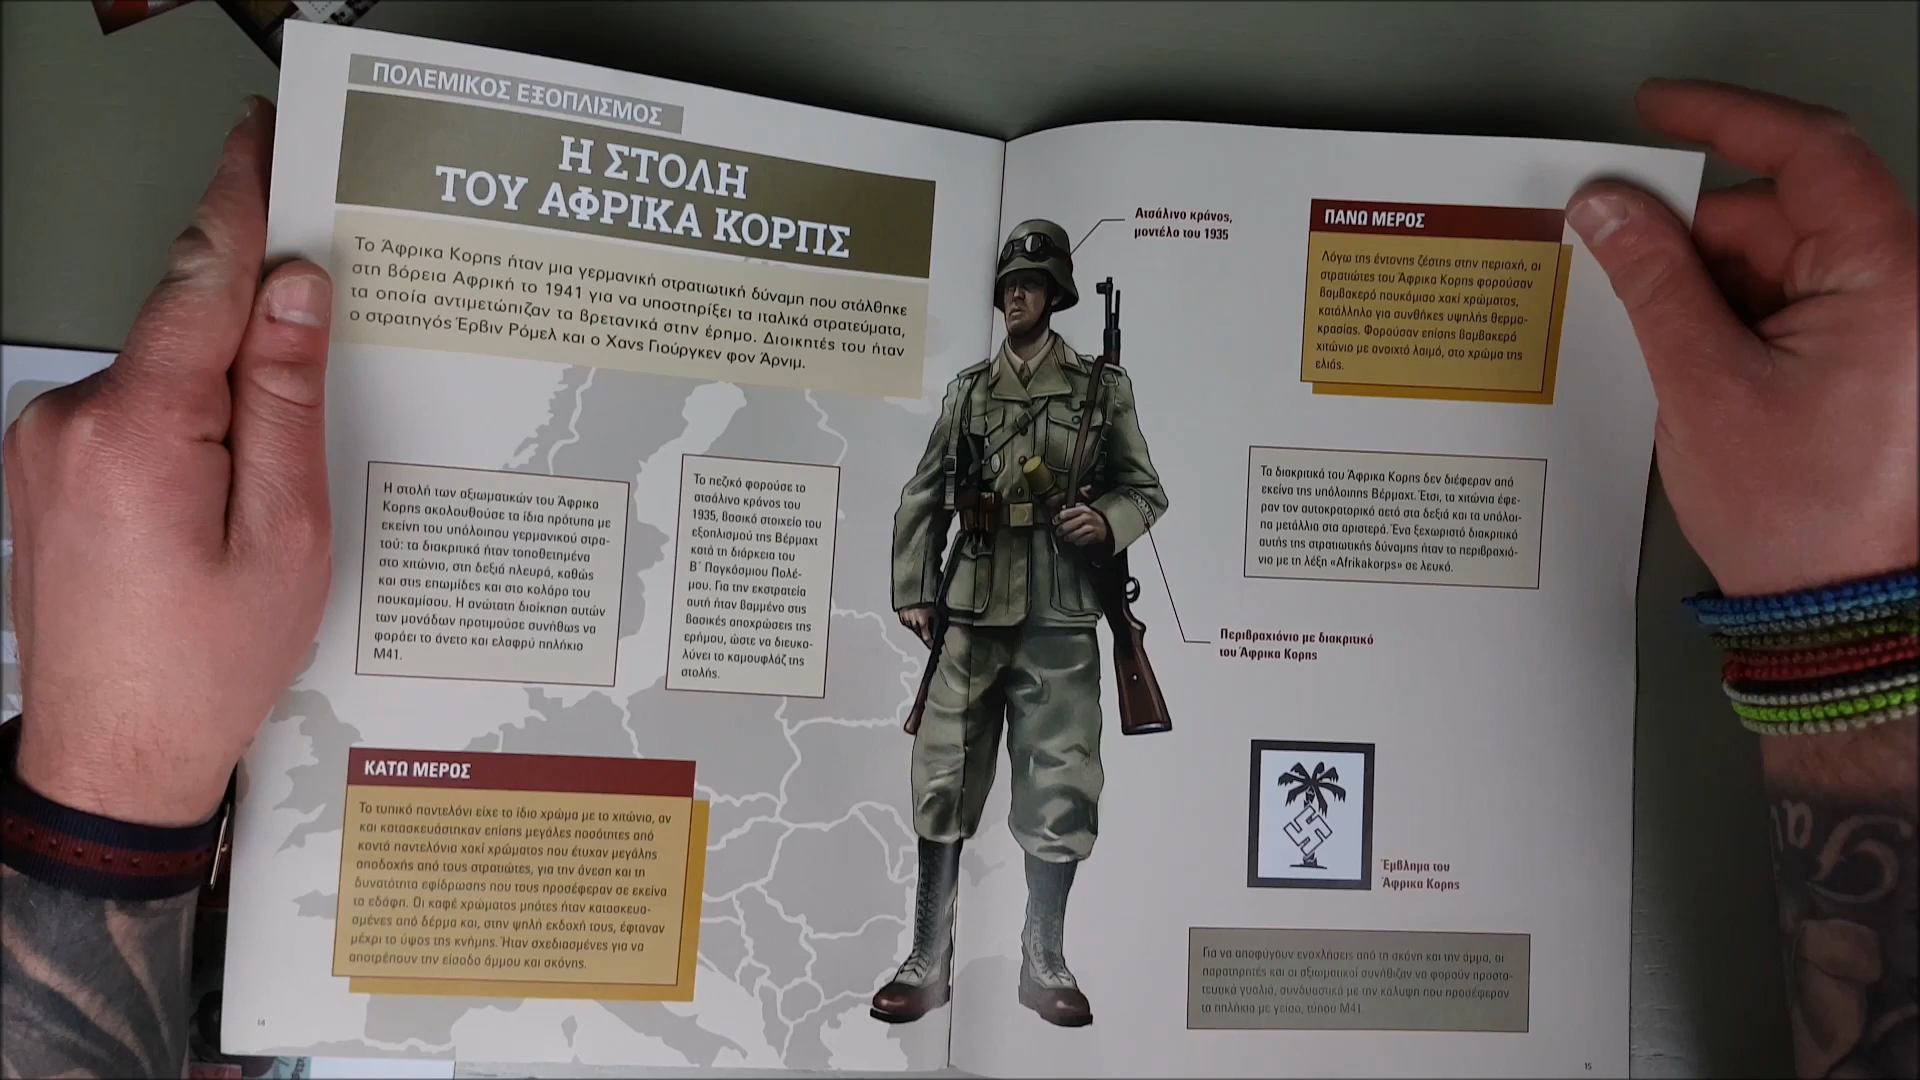 ΠΟΛΕΜΙΚΟΣ ΕΞΟΠΛΙΣΜΟΣ
Η ΣΤΟΛΗ
ΤΟΥ ΑΦΡΙΚΑ ΚΟΡΠΣ
Το Άφρικα Κορπς ήταν μια γερμανική στρατιωτική δύναμη που στάλθηκε
στη βόρεια Αφρική το 1941 για να υποστηρίξει τα ιταλικά στρατεύματα,
τα οποία αντιμετώπιζαν τα βρετανικά στην έρημο. Διοικητές του ήταν
ο στρατηγός Έρβιν Ρόμελ και ο Χανς Γιούργκεν φον Άρνιμ.
Η στολή των αξιωματικών του Άφρικα
Κορπς ακολουθούσε τα ίδια πρότυπα με
εκείνη του υπόλοιπου γερμανικού στρα-
τού: τα διακριτικά ήταν τοποθετημένα
στο χιτώνιο, στη δεξιά πλευρά, καθώς
και στις επωμίδες και στο κολάρο του
πουκαμίσου. Η ανώτατη διοίκηση αυτών
των μονάδων προτιμούσε συνήθως να
φοράει το άνετο και ελαφρύ πηλήκιο
M41.
Το πεζικό φορούσε το
ατσάλινο κράνος του
1935, βασικό στοιχείο του
εξοπλισμού της Βέρμαχτ
κατά τη διάρκεια του
Β΄ Παγκόσμιου Πολέ-
μου. Για την εκστρατεία
αυτή ήταν βαμμένο στις
βασικές αποχρώσεις της
ερήμου, ώστε να διευκο-
λύνει το καμουφλάζ της
στολής.
ΚΑΤΩ ΜΕΡΟΣ
Το τυπικό παντελόνι είχε το ίδιο χρώμα με το χιτώνιο, αν
και κατασκευάστηκαν επίσης μεγάλες ποσότητες από
κοντά παντελόνια χακί χρώματος που έτυχαν μεγάλης
αποδοχής από τους στρατιώτες, για την άνεση και τη
δυνατότητα εφίδρωσης που τους προσέφεραν σε εκείνα
τα εδάφη. Οι καφέ χρώματος μπότες ήταν κατασκευα-
σμένες από δέρμα και, στην ψηλή εκδοχή τους, έφταναν
μέχρι το ύψος της κνήμης. Ήταν σχεδιασμένες για να
αποτρέπουν την είσοδο άμμου και σκόνης.
14
Ατσάλινο κράνος,
μοντέλο του 1935
ΠΑΝΩ ΜΕΡΟΣ
Λόγω της έντονης ζέστης στην περιοχή, οι
στρατιώτες του Άφρικα Κορπς φορούσαν
βαμβακερό πουκάμισο χακί χρώματος,
κατάλληλο για συνθήκες υψηλής θερμο-
κρασίας. Φορούσαν επίσης βαμβακερό
χιτώνιο με ανοιχτό λαιμό, στο χρώμα της
ελιάς.
Τα διακριτικά του Άφρικα Κορπς δεν διέφεραν από
εκείνα της υπόλοιπης Βέρμαχτ. Έτσι, τα χιτώνια έφε-
ραν τον αυτοκρατορικό αετό στα δεξιά και τα υπόλοι-
πα μετάλλια στα αριστερά. Ένα ξεχωριστό διακριτικό
αυτής της στρατιωτικής δύναμης ήταν το περιβραχιό-
νιο με τη λέξη «Afrikakorps» σε λευκό.
Περιβραχιόνιο με διακριτικό
του Άφρικα Κορπς
Έμβλημα του
Άφρικα Κορπς
Για να αποφύγουν ενοχλήσεις από τη σκόνη και την άμμο, οι
παρατηρητές και οι αξιωματικοί συνήθιζαν να φορούν προστα-
τευτικά γυαλιά, συνδυαστικά με την κάλυψη που προσέφεραν
τα πηλήκια με γείσο, τύπου M41.
15